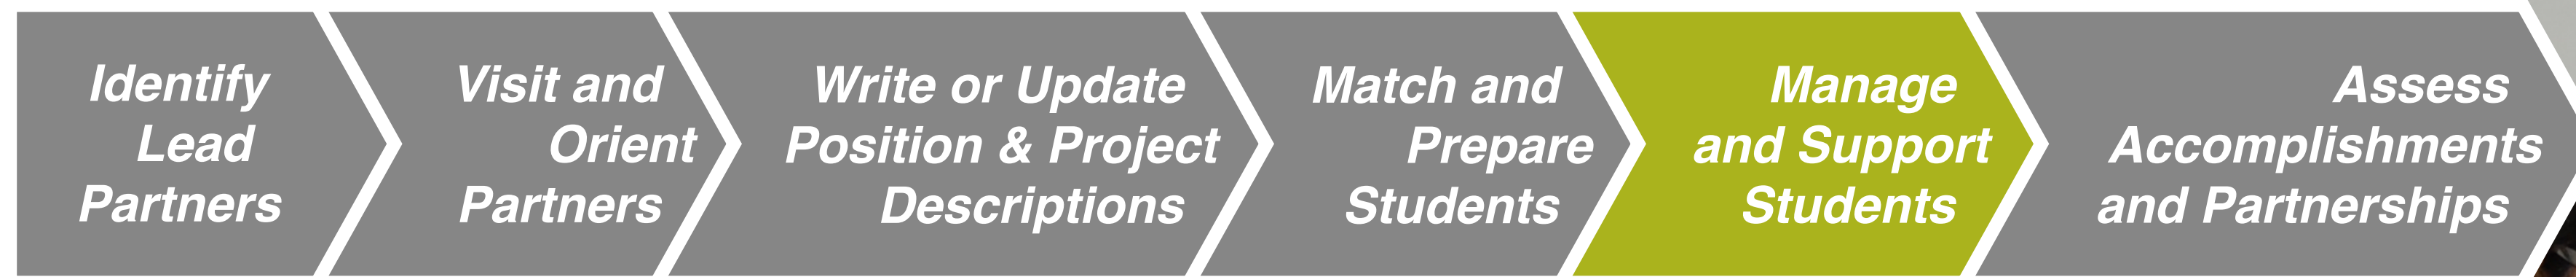 Identify
Lead
Partners
Visit and
Orient
Partners
Write or Update
Position & Project
Descriptions
Match and
Prepare
Students
Manage
and Support
Students
Assess
Accomplishments
and Partnerships